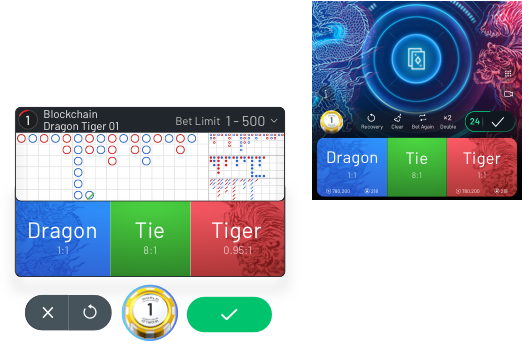 1
Blockchain
Dragon Tiger 01
Bet Limit 1-500
Dragon
1:1
Tie
8:1
Tiger
0.95:1
1
1
Recovery
Clear
Bet Again
×2
Double
24
Dragon
1:1
Tie
8:1
Tiger
1:1
780,200
218
780,200
218